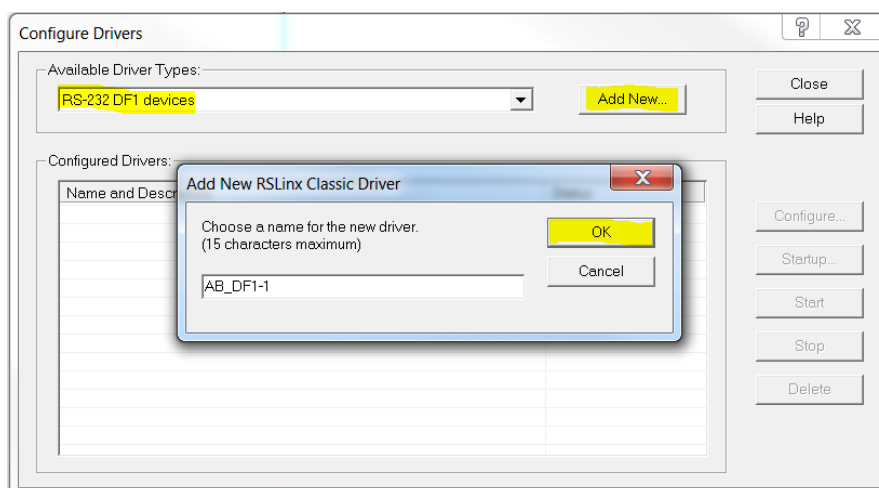 Configure Drivers
Available Driver Types:
RS-232 DF1 devices
Add New...
Close
Help
Configured Drivers:
Name and Descr
Add New RSLinx Classic Driver
Choose a name for the new driver.
(15 characters maximum)
OK
Cancel
AB_DF1-1
Configure...
Startup...
Start
Stop
Delete